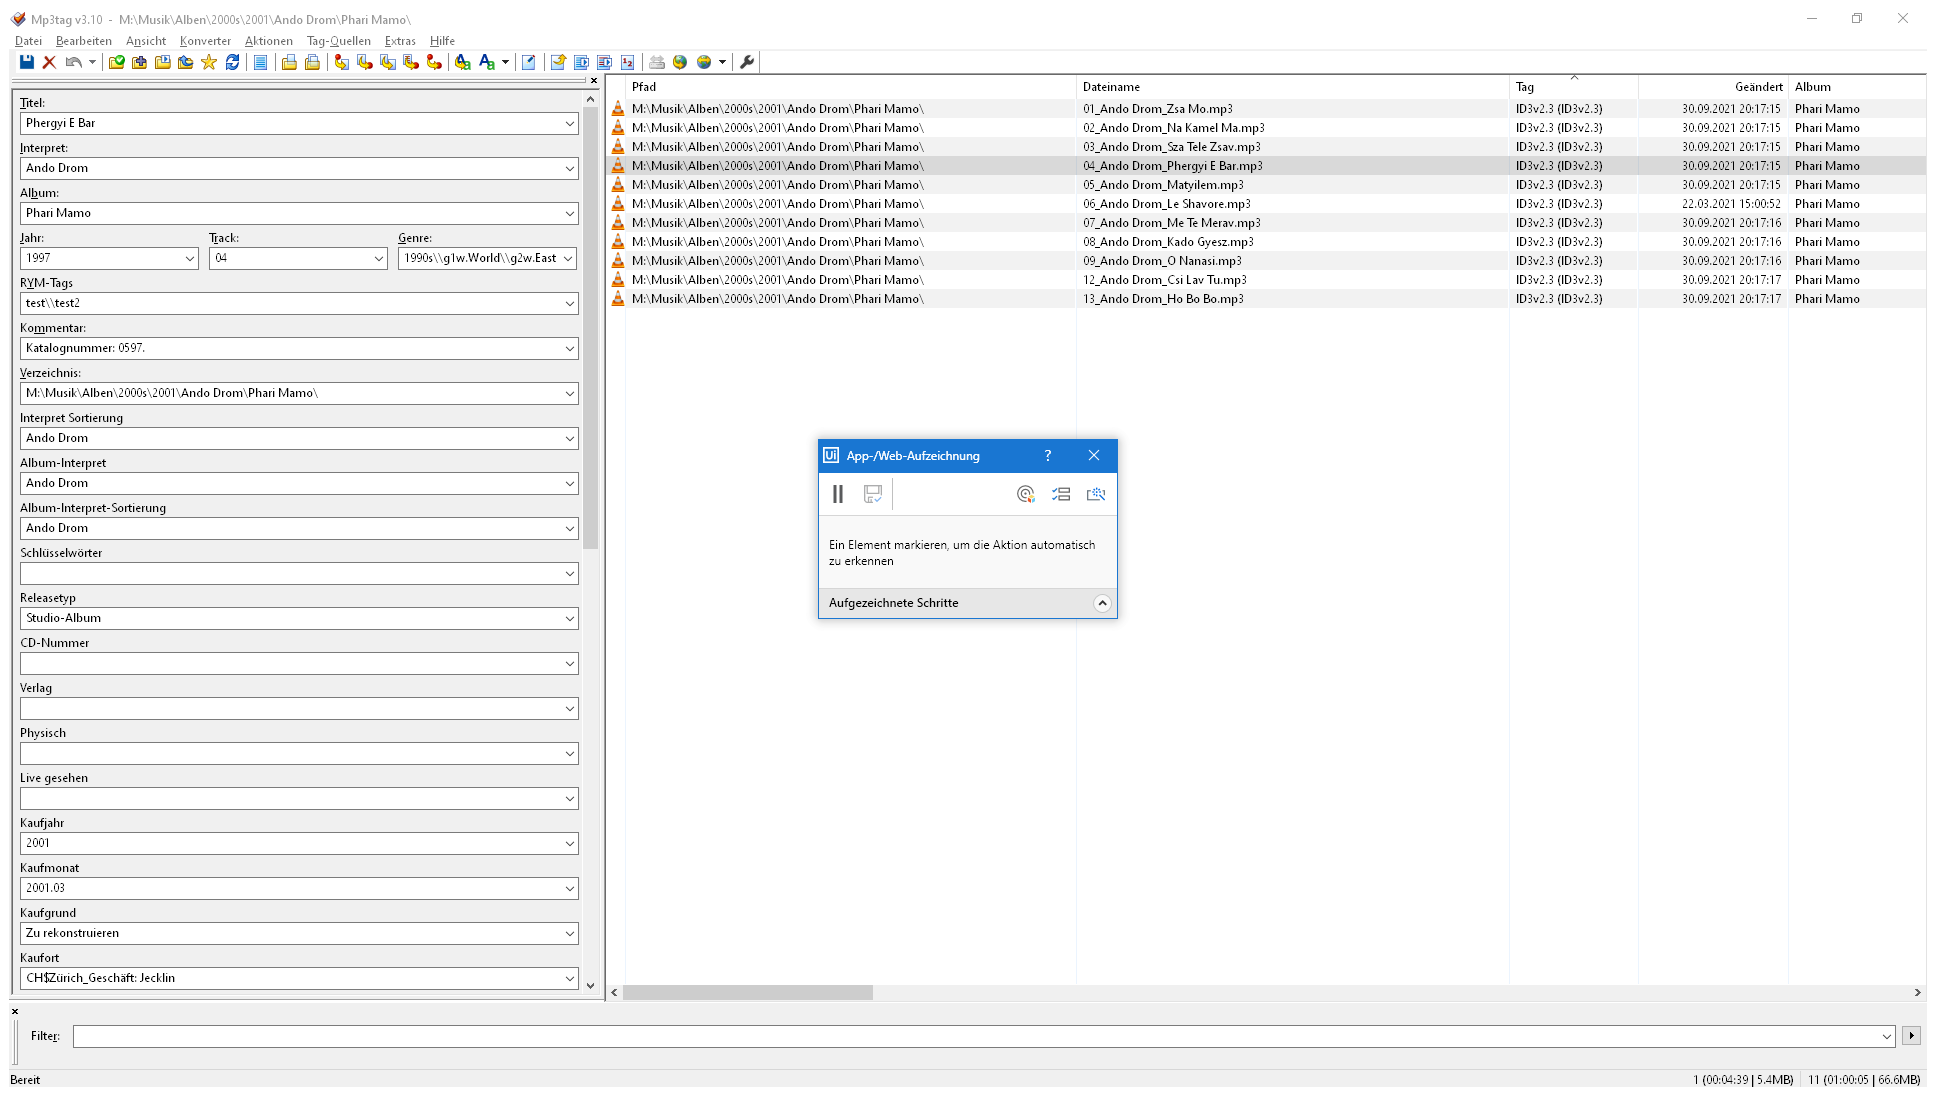 Mp3tag v3.10 - M:\Musik\Alben\2000s\2001\Ando Drom\Phari Mamo\
Datei Bearbeiten Ansicht Konverter Aktionen Tag-Quellen Extras Hilfe
Titel:
Phergyi E Bar
Interpret:
Ando Drom
Album:
Phari Mamo
Jahr: Track: Genre:
1997 04 1990s\\g1w.World\\g2w.East
RYM-Tags
test\\test2
Kommentar:
Katalognummer: 0597.
Verzeichnis:
M:\Musik\Alben\2000s\2001\Ando Drom\Phari Mamo\
Interpret Sortierung
Ando Drom
Album-Interpret
Ando Drom
Album-Interpret-Sortierung
Ando Drom
Schlüsselwörter
Releasetyp
Studio-Album
CD-Nummer
Verlag
Physisch
Live gesehen
Kaufjahr
2001
Kaufmonat
2001.03
Kaufgrund
Zu rekonstruieren
Kaufort
CH$Zürich_Geschäft: Jecklin
Pfad Dateiname Tag Geändert Album
M:\Musik\Alben\2000s\2001\Ando Drom\Phari Mamo\ 01_Ando Drom_Zsa Mo.mp3 ID3v2.3 (ID3v2.3) 30.09.2021 20:17:15 Phari Mamo
M:\Musik\Alben\2000s\2001\Ando Drom\Phari Mamo\ 02_Ando Drom_Na Kamel Ma.mp3 ID3v2.3 (ID3v2.3) 30.09.2021 20:17:15 Phari Mamo
M:\Musik\Alben\2000s\2001\Ando Drom\Phari Mamo\ 03_Ando Drom_Sza Tele Zsav.mp3 ID3v2.3 (ID3v2.3) 30.09.2021 20:17:15 Phari Mamo
M:\Musik\Alben\2000s\2001\Ando Drom\Phari Mamo\ 04_Ando Drom_Phergyi E Bar.mp3 ID3v2.3 (ID3v2.3) 30.09.2021 20:17:15 Phari Mamo
M:\Musik\Alben\2000s\2001\Ando Drom\Phari Mamo\ 05_Ando Drom_Matyilem.mp3 ID3v2.3 (ID3v2.3) 30.09.2021 20:17:15 Phari Mamo
M:\Musik\Alben\2000s\2001\Ando Drom\Phari Mamo\ 06_Ando Drom_Le Shavore.mp3 ID3v2.3 (ID3v2.3) 22.03.2021 15:00:52 Phari Mamo
M:\Musik\Alben\2000s\2001\Ando Drom\Phari Mamo\ 07_Ando Drom_Me Te Merav.mp3 ID3v2.3 (ID3v2.3) 30.09.2021 20:17:16 Phari Mamo
M:\Musik\Alben\2000s\2001\Ando Drom\Phari Mamo\ 08_Ando Drom_Kado Gyesz.mp3 ID3v2.3 (ID3v2.3) 30.09.2021 20:17:16 Phari Mamo
M:\Musik\Alben\2000s\2001\Ando Drom\Phari Mamo\ 09_Ando Drom_O Nanasi.mp3 ID3v2.3 (ID3v2.3) 30.09.2021 20:17:16 Phari Mamo
M:\Musik\Alben\2000s\2001\Ando Drom\Phari Mamo\ 12_Ando Drom_Csi Lav Tu.mp3 ID3v2.3 (ID3v2.3) 30.09.2021 20:17:17 Phari Mamo
M:\Musik\Alben\2000s\2001\Ando Drom\Phari Mamo\ 13_Ando Drom_Ho Bo Bo.mp3 ID3v2.3 (ID3v2.3) 30.09.2021 20:17:17 Phari Mamo
Ui App-/Web-Aufzeichnung ?
Ein Element markieren, um die Aktion automatisch
zu erkennen
Aufgezeichnete Schritte
Filter:
Bereit 1 (00:04:39 | 5.4MB) 11 (01:00:05 | 66.6MB)